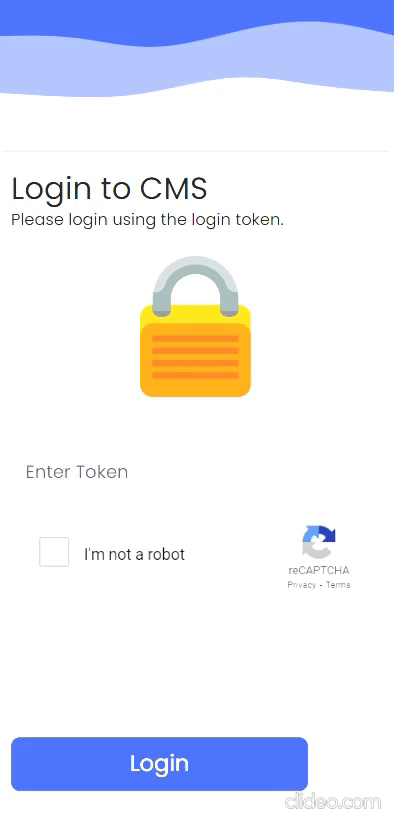 Login to CMS
Please login using the login token.
Enter Token
I'm not a robot
reCAPTCHA
Privacy - Terms
Login
clideo.com